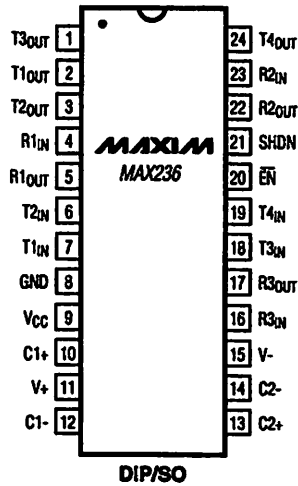 T3OUT 1
T1OUT 2
T2OUT 3
R1IN 4
R1OUT 5
T2IN 6
T1IN 7
GND 8
VCC 9
C1+ 10
V+ 11
C1- 12
MAXIM
MAX236
24 T4OUT
23 R2IN
22 R2OUT
21 SHDN
20 E̅N̅
19 T4IN
18 T3IN
17 R3OUT
16 R3IN
15 V-
14 C2-
13 C2+
DIP/SO